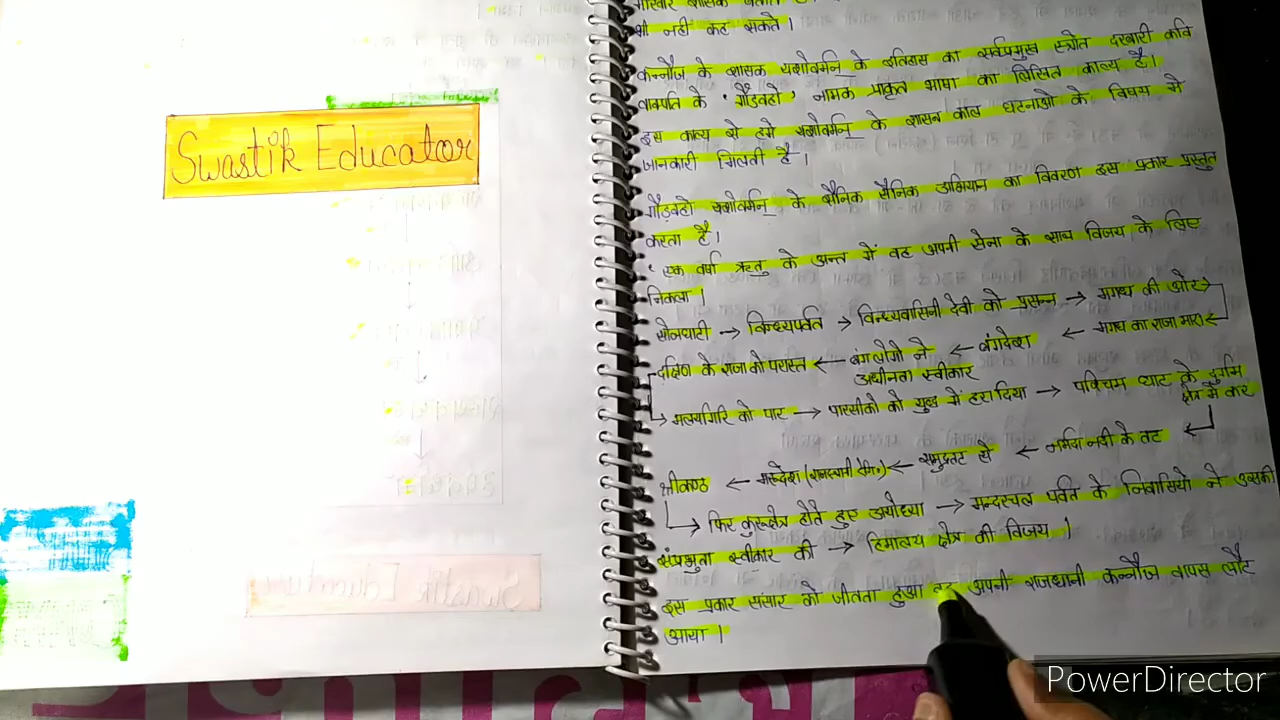 Swastik Educator
भी नहीं कह सकते।
कन्नौज के शासक यशोवर्मन् के इतिहास का सर्वप्रमुख स्त्रोत दरबारी कवि
वाक्पति के 'गौड़वहो' नामक प्राकृत भाषा का लिखित काव्य है।
इस काव्य से हमे यशोवर्मन् के शासन काल घटनाओं के विषय में
जानकारी मिलती है।
गौड़वहो यशोवर्मन् के सैनिक सैनिक अभियान का विवरण इस प्रकार प्रस्तुत
करता है।
' एक वर्षा ऋतु के अन्त में वह अपनी सेना के साथ विजय के लिए
निकला।
सोनघाटी → विन्ध्यपर्वत → विन्ध्यवासिनी देवी को प्रसन्न → मगध की ओर
दक्षिण के राजा को परास्त ← बंग लोगो ने अधीनता स्वीकार ← बंगदेश ← मगध का राजा मारा
→ मलयगिरि को पार → पारसीको को युद्ध में हरा दिया → पश्चिम घाट के दुर्गम क्षेत्र में कर
श्रीकण्ठ ← मरूदेश (राजस्थानी रेगि॰) ← समुद्रतट से ← नर्मदा नदी के तट
→ फिर कुरूक्षेत्र होते हुए अयोध्या → मन्दराचल पर्वत के निवासियो ने उसकी
संप्रभुता स्वीकार की → हिमालय क्षेत्र की विजय।
इस प्रकार संसार को जीतता हुआ वह अपनी राजधानी कन्नौज वापस लौट
आया।
PowerDirector